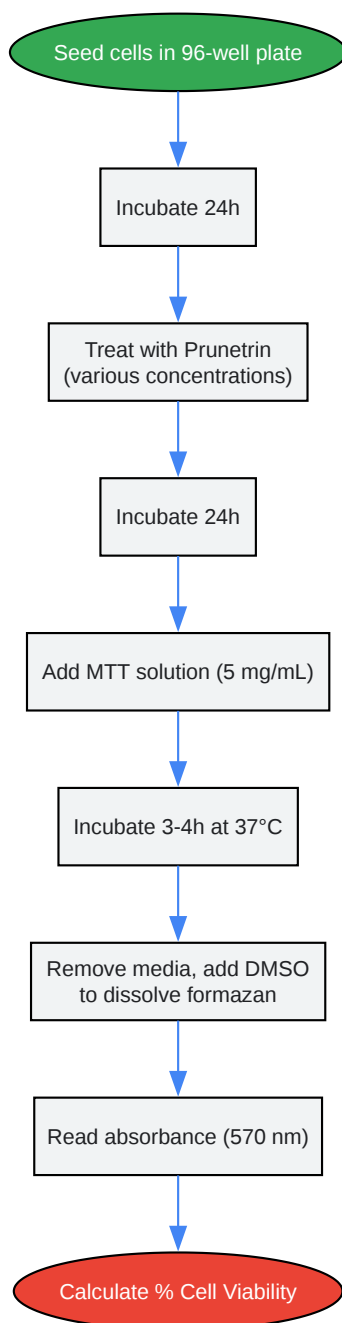 Seed cells in 96-well plate
Incubate 24h
Treat with Prunetrin
(various concentrations)
Incubate 24h
Add MTT solution (5 mg/mL)
Incubate 3-4h at 37°C
Remove media, add DMSO
to dissolve formazan
Read absorbance (570 nm)
Calculate % Cell Viability